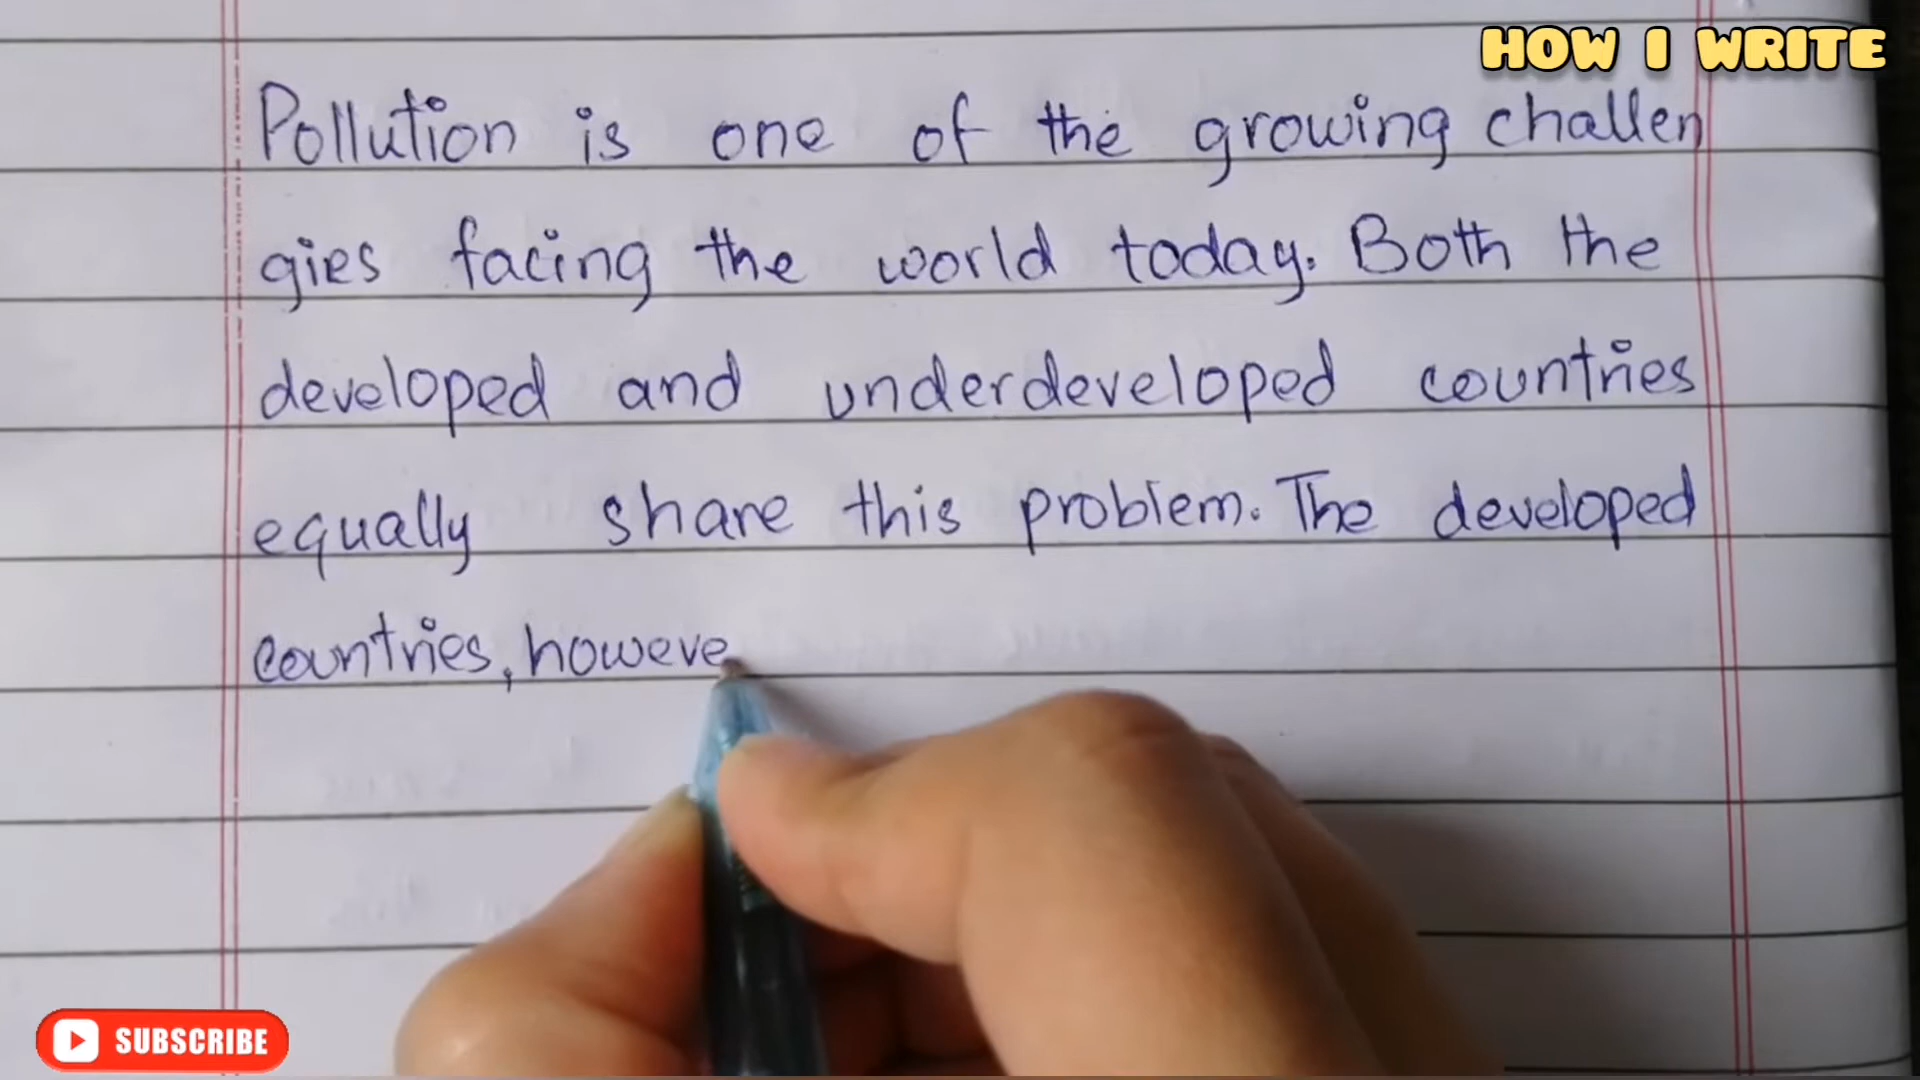 HOW I WRITE
Pollution is one of the growing challen
gies facing the world today. Both the
developed and underdeveloped countries
equally share this problem. The developed
countries, howeve
SUBSCRIBE